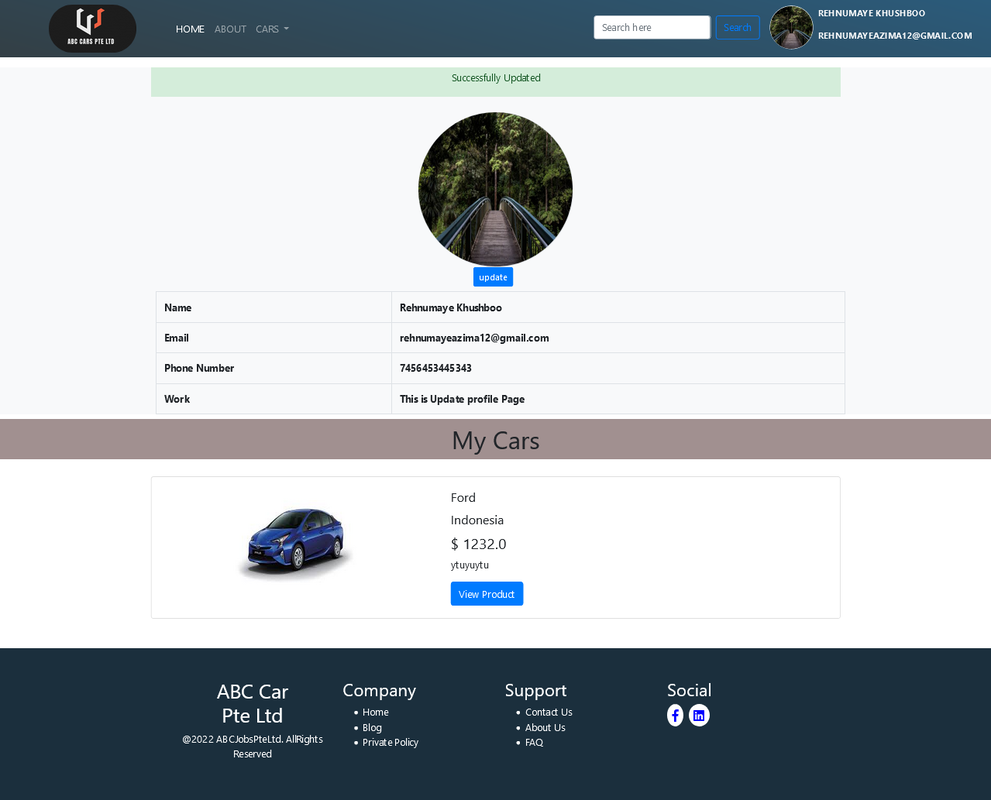 ABC CARS PTE LTD
HOME ABOUT CARS
Search here
Search
REHNUMAYE KHUSHBOO
REHNUMAYEAZIMA12@GMAIL.COM
Successfully Updated
update
Name Rehnumaye Khushboo
Email rehnumayeazima12@gmail.com
Phone Number 7456453445343
Work This is Update profile Page
My Cars
Ford
Indonesia
$ 1232.0
ytuyuytu
View Product
ABC Car
Pte Ltd
@2022 ABCJobsPteLtd. AllRights
Reserved
Company
Home
Blog
Private Policy
Support
Contact Us
About Us
FAQ
Social